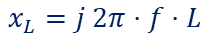 x_L = j 2π · f · L